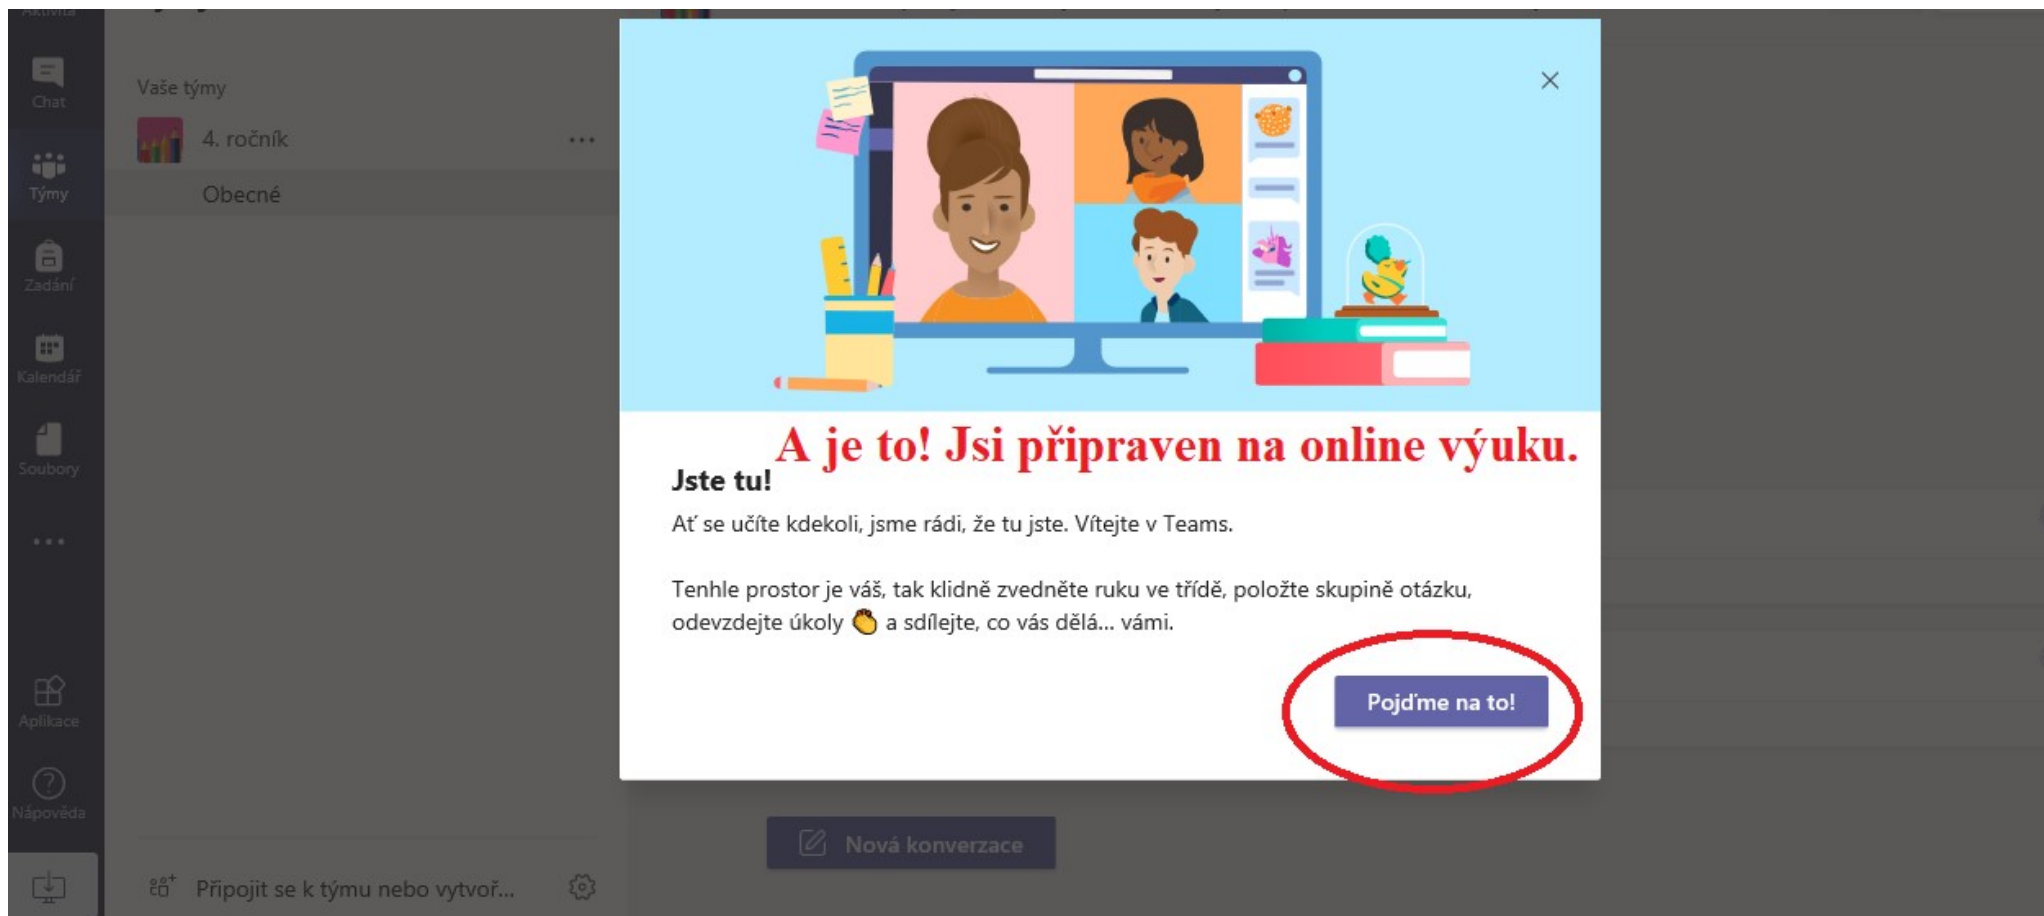 Aktivita
Chat
Týmy
Zadání
Kalendář
Soubory
Aplikace
Nápověda
Vaše týmy
4. ročník
Obecné
Připojit se k týmu nebo vytvoř...
A je to! Jsi připraven na online výuku.
Jste tu!
Ať se učíte kdekoli, jsme rádi, že tu jste. Vítejte v Teams.
Tenhle prostor je váš, tak klidně zvedněte ruku ve třídě, položte skupině otázku,
odevzdejte úkoly 👏 a sdílejte, co vás dělá... vámi.
Pojďme na to!
Nová konverzace